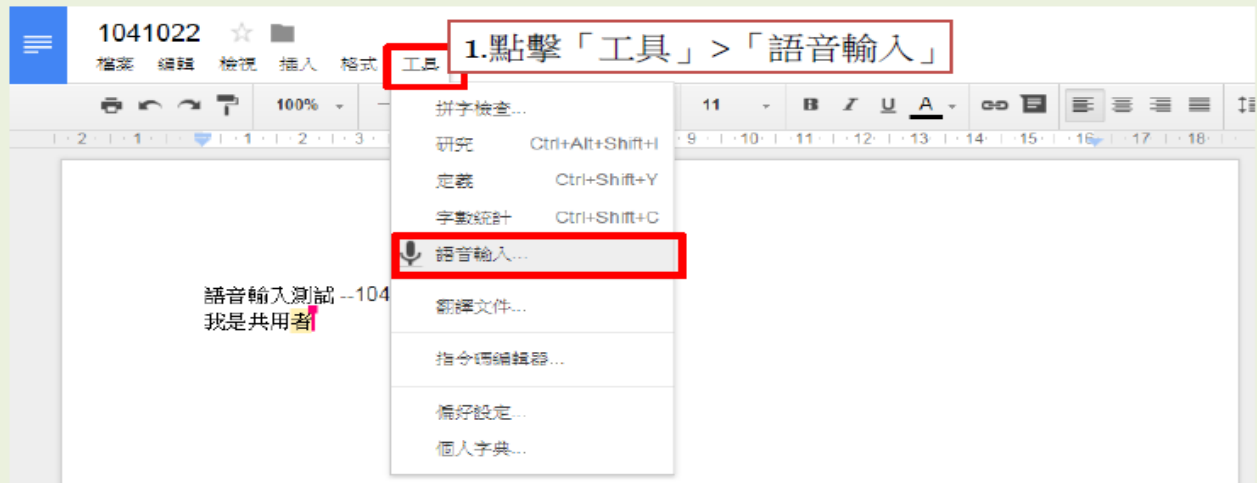 1041022
1.點擊「工具」>「語音輸入」
檔案 編輯 檢視 插入 格式 工具
100% 11 B I U A
2 1 1 2 3 9 10 11 12 13 14 15 16 17 18
拼字檢查...
研究 Ctrl+Alt+Shift+I
定義 Ctrl+Shift+Y
字數統計 Ctrl+Shift+C
語音輸入...
語音輸入測試 --104
我是共用者
翻譯文件...
指令碼編輯器...
偏好設定...
個人字典...